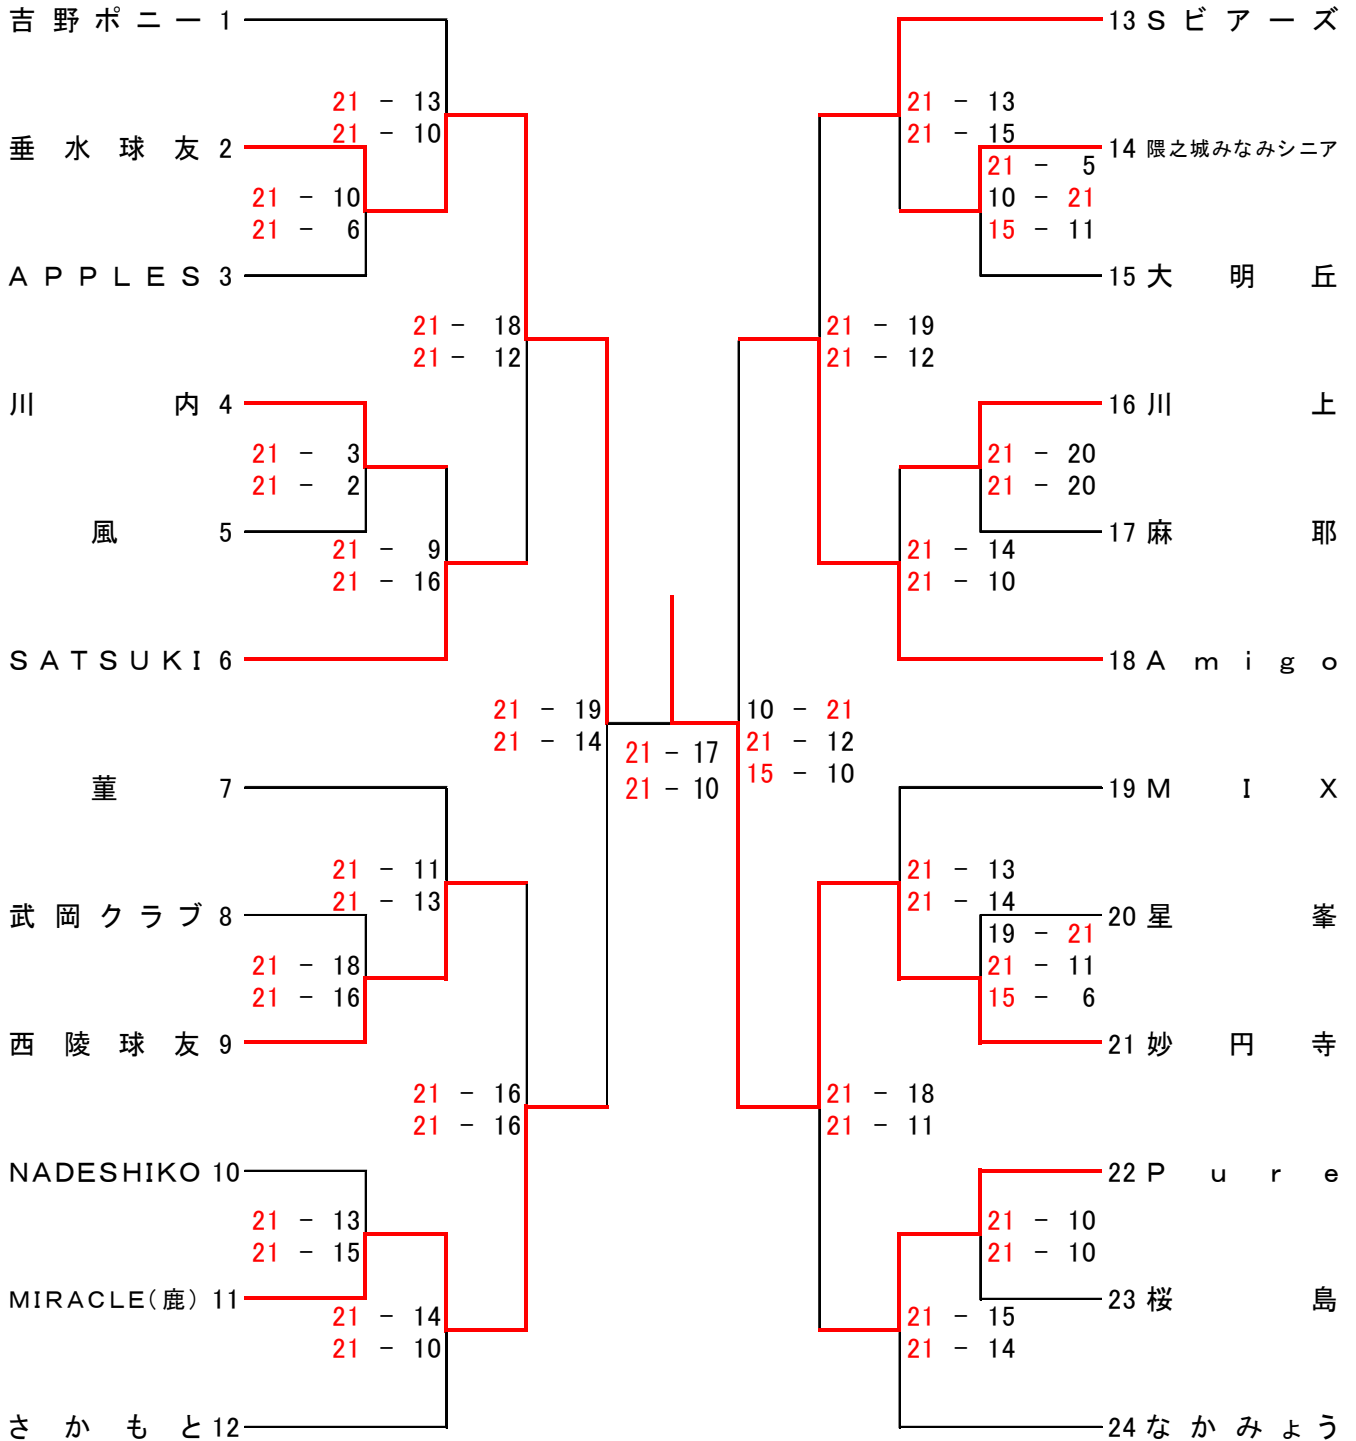 吉野ポニー 1
13 Sビアーズ
21 - 13
21 - 13
21 - 10
21 - 15
垂水球友 2
14 隈之城みなみシニア
21 - 5
21 - 10
10 - 21
21 - 6
15 - 11
APPLES 3
15 大明丘
21 - 18
21 - 19
21 - 12
21 - 12
川内 4
16 川上
21 - 3
21 - 20
21 - 2
21 - 20
風 5
17 麻耶
21 - 9
21 - 14
21 - 16
21 - 10
SATSUKI 6
18 Amigo
21 - 19
10 - 21
21 - 14
21 - 12
21 - 17
15 - 10
21 - 10
菫 7
19 MIX
21 - 11
21 - 13
21 - 13
21 - 14
武岡クラブ 8
20 星峯
19 - 21
21 - 18
21 - 11
21 - 16
15 - 6
西陵球友 9
21 妙円寺
21 - 16
21 - 18
21 - 16
21 - 11
NADESHIKO 10
22 Pure
21 - 13
21 - 10
21 - 15
21 - 10
MIRACLE(鹿) 11
23 桜島
21 - 14
21 - 15
21 - 10
21 - 14
さかもと 12
24 なかみょう